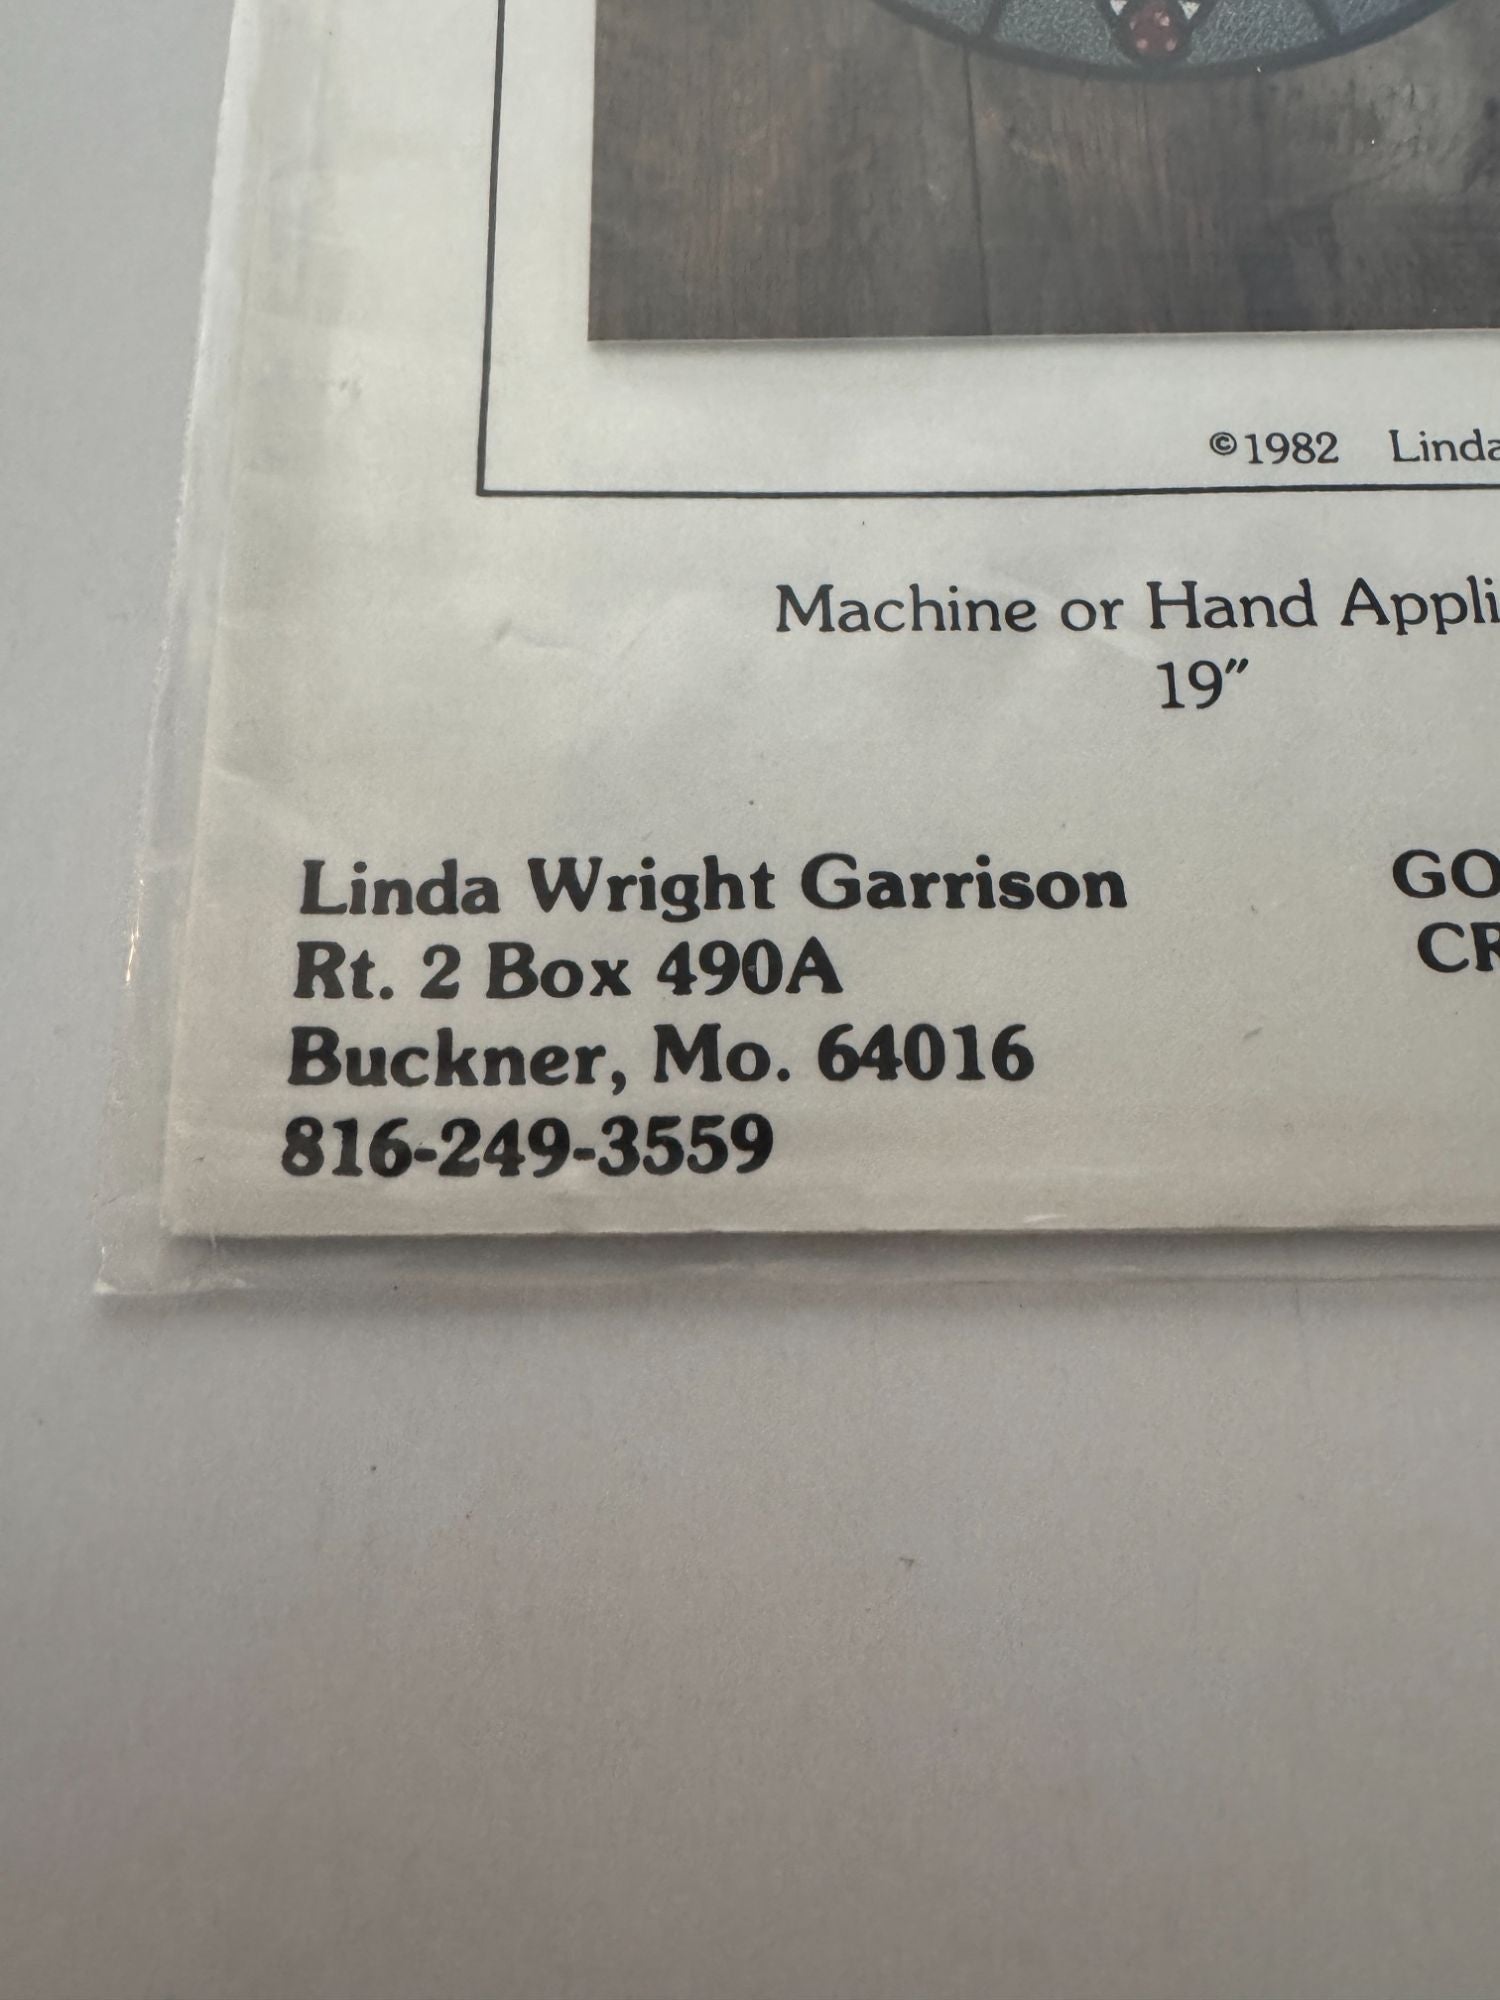 ©1982 Linda
Machine or Hand Appli
19″
Linda Wright Garrison
Rt. 2 Box 490A
Buckner, Mo. 64016
816-249-3559
GO
CR